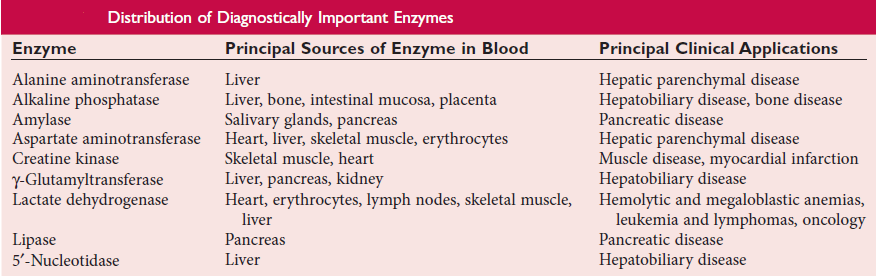 Distribution of Diagnostically Important Enzymes
Enzyme Principal Sources of Enzyme in Blood Principal Clinical Applications
Alanine aminotransferase Liver Hepatic parenchymal disease
Alkaline phosphatase Liver, bone, intestinal mucosa, placenta Hepatobiliary disease, bone disease
Amylase Salivary glands, pancreas Pancreatic disease
Aspartate aminotransferase Heart, liver, skeletal muscle, erythrocytes Hepatic parenchymal disease
Creatine kinase Skeletal muscle, heart Muscle disease, myocardial infarction
γ-Glutamyltransferase Liver, pancreas, kidney Hepatobiliary disease
Lactate dehydrogenase Heart, erythrocytes, lymph nodes, skeletal muscle, Hemolytic and megaloblastic anemias,
liver leukemia and lymphomas, oncology
Lipase Pancreas Pancreatic disease
5′-Nucleotidase Liver Hepatobiliary disease